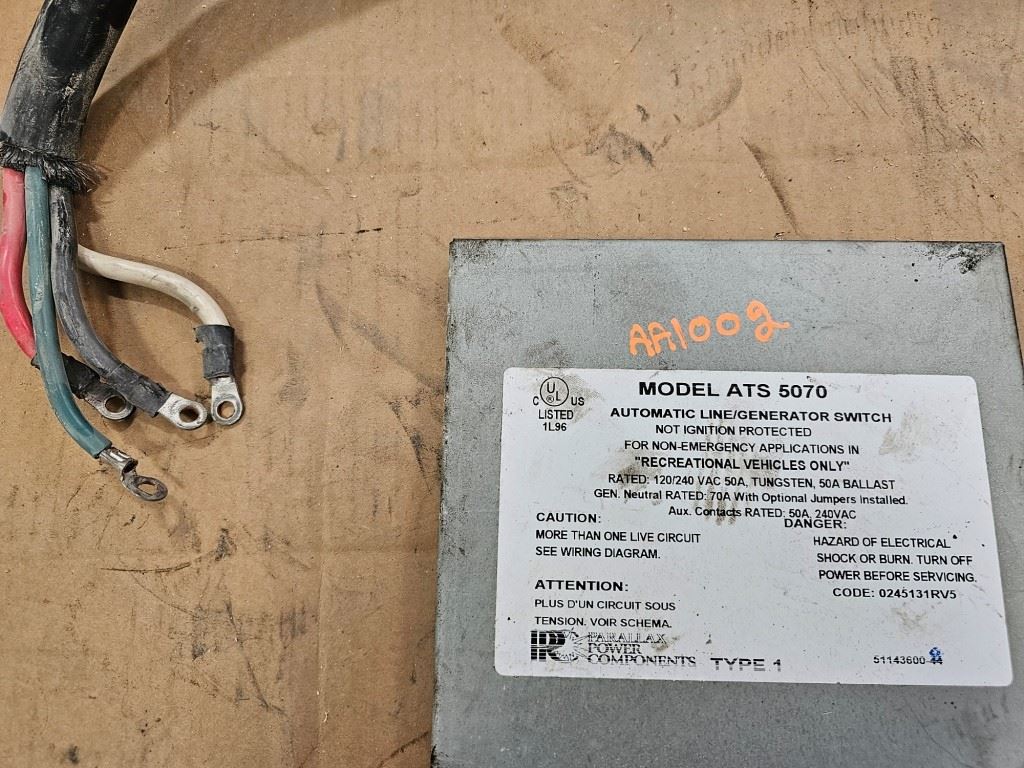 AA1002
C UL ® US
LISTED
1L96
MODEL ATS 5070
AUTOMATIC LINE/GENERATOR SWITCH
NOT IGNITION PROTECTED
FOR NON-EMERGENCY APPLICATIONS IN
"RECREATIONAL VEHICLES ONLY"
RATED: 120/240 VAC 50A, TUNGSTEN, 50A BALLAST
GEN. Neutral RATED: 70A With Optional Jumpers Installed.
Aux. Contacts RATED: 50A, 240VAC
CAUTION:
MORE THAN ONE LIVE CIRCUIT
SEE WIRING DIAGRAM.
DANGER:
HAZARD OF ELECTRICAL
SHOCK OR BURN. TURN OFF
POWER BEFORE SERVICING.
CODE: 0245131RV5
ATTENTION:
PLUS D'UN CIRCUIT SOUS
TENSION. VOIR SCHEMA.
PARALLAX
POWER
COMPONENTS
TYPE 1
51143600-44